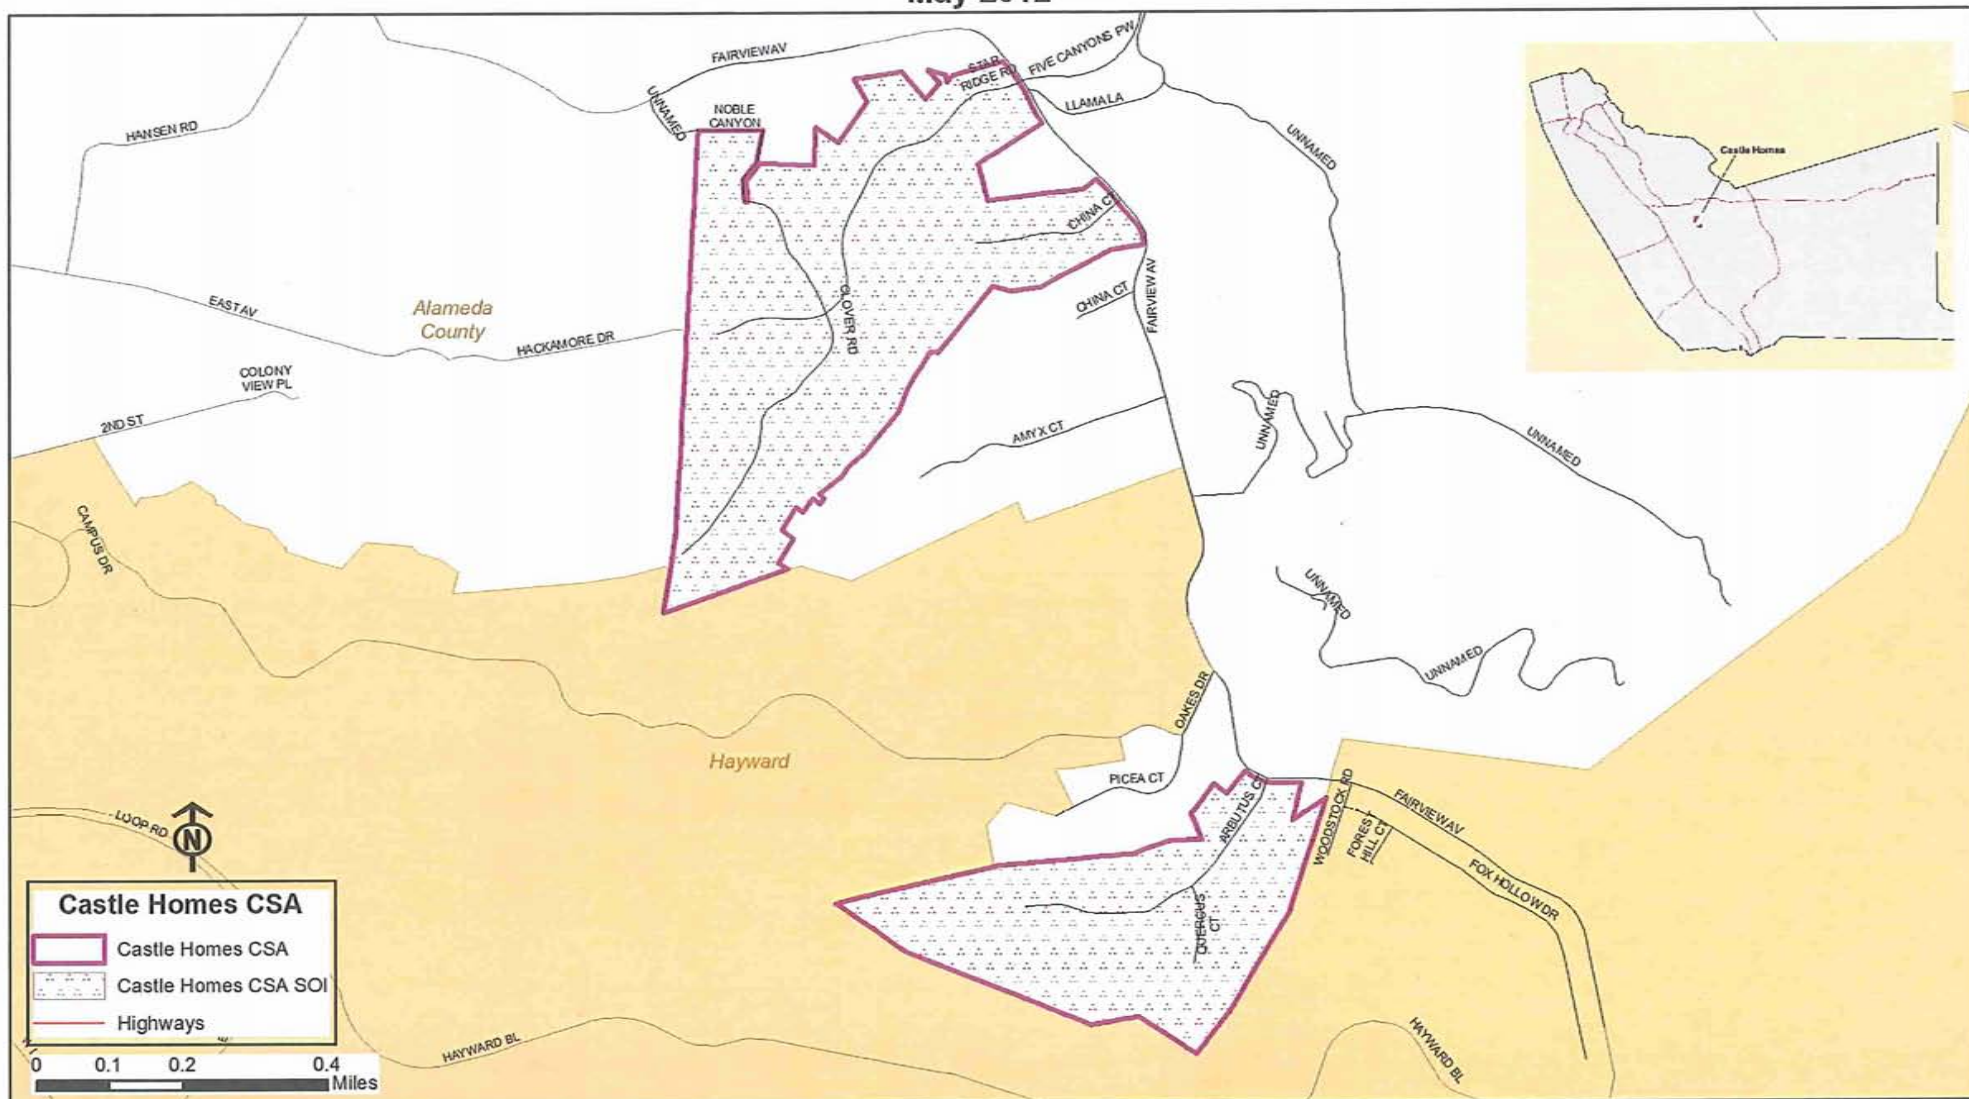 FAIRVIEW AV
STAR
RIDGE RD
FIVE CANYONS PW
UNNAMED
NOBLE
CANYON
LLAMA LA
HANSEN RD
UNNAMED
Castle Homes
CHINA CT
EAST AV
Alameda
County
HACKAMORE DR
CLOVER RD
CHINA CT
FAIRVIEW AV
COLONY
VIEW PL
2ND ST
AMYX CT
UNNAMED
UNNAMED
CAMPUS DR
UNNAMED
UNNAMED
OAKES DR
Hayward
PICEA CT
ARBUTUS CT
WOODSTOCK RD
FOREST
HILL CT
FAIRVIEW AV
FOX HOLLOW DR
LOOP RD
N
QUERCUS
CT
Castle Homes CSA
Castle Homes CSA
Castle Homes CSA SOI
Highways
HAYWARD BL
HAYWARD BL
0 0.1 0.2 0.4
Miles